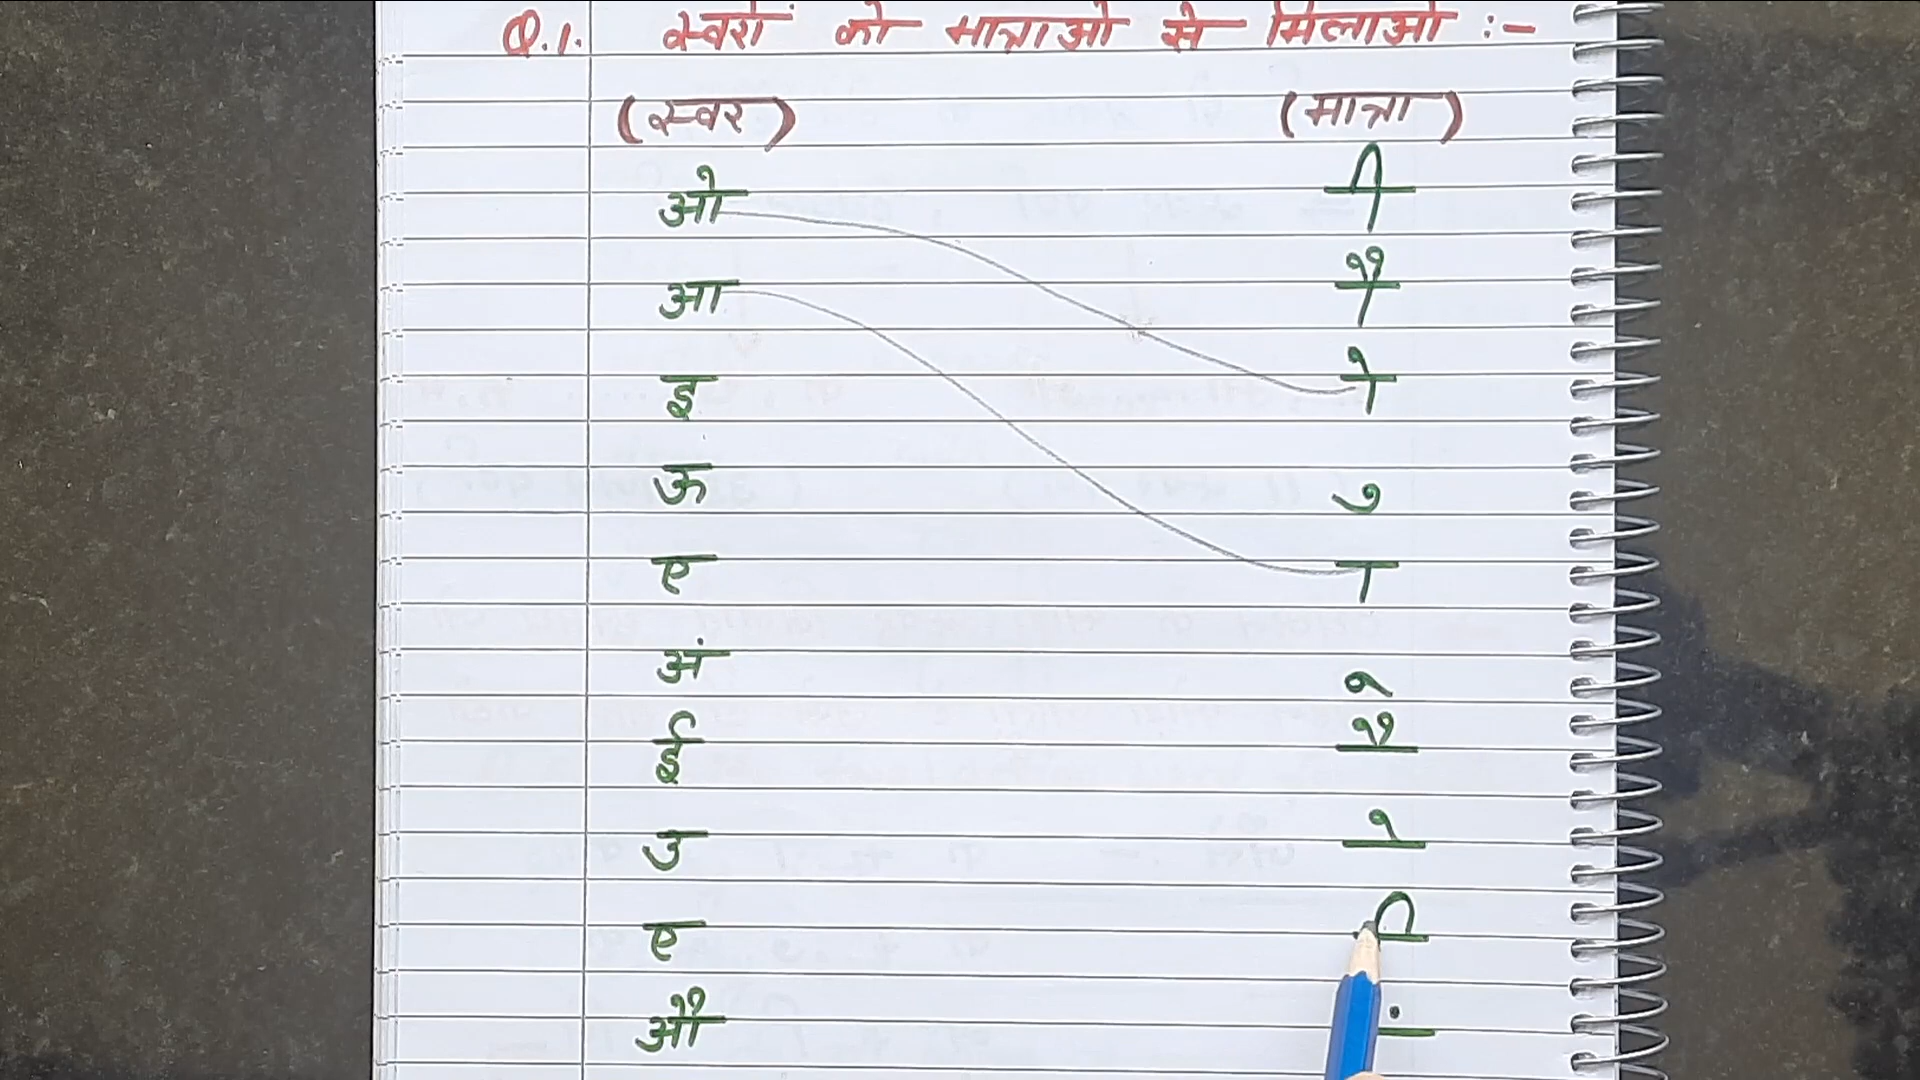 Q.1. स्वरों को मात्राओ से मिलाओ :-
(स्वर) (मात्रा)
ओ ी
आ ौ
इ ो
ऊ ु
ए ा
अं ू
ई ै
उ े
ए ि
औ ं